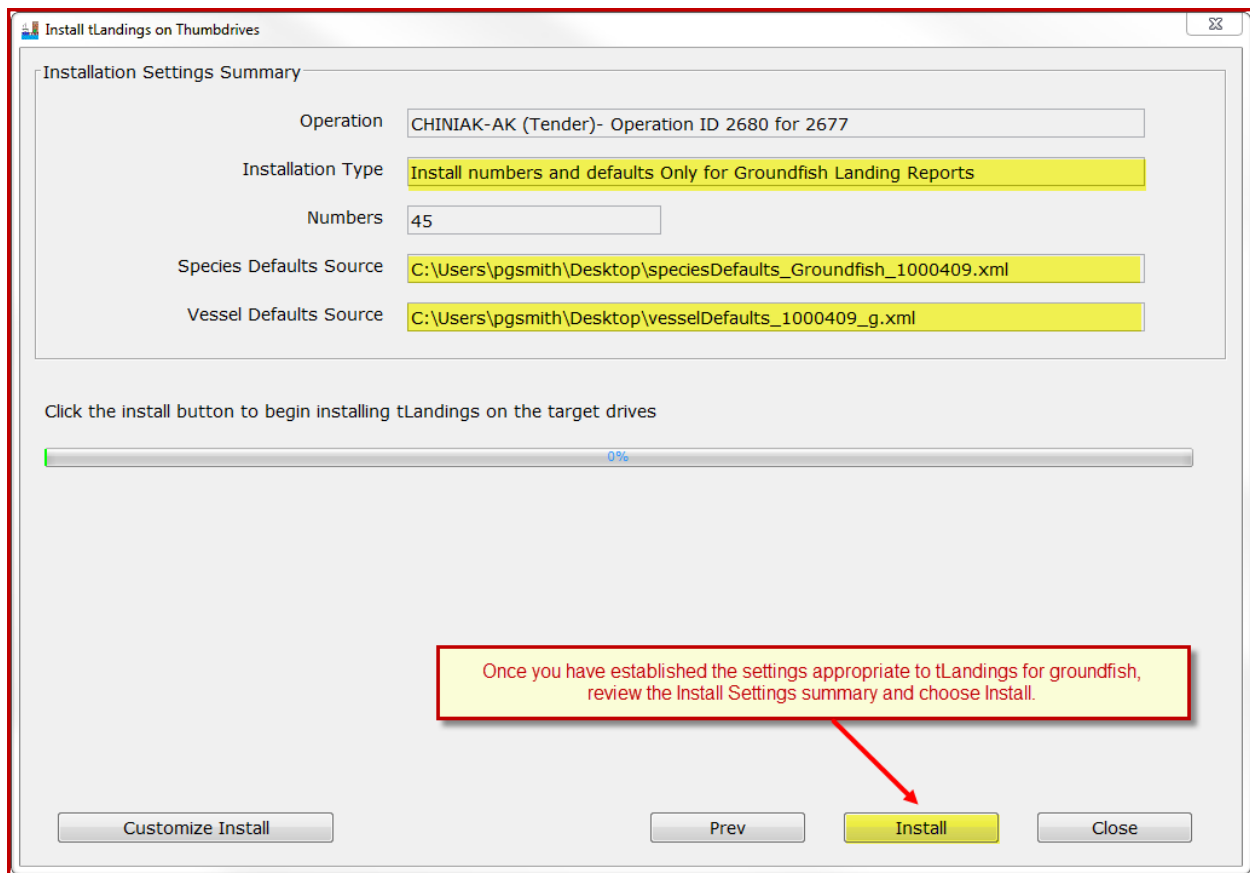 Install tLandings on Thumbdrives
Installation Settings Summary
Operation CHINIAK-AK (Tender)- Operation ID 2680 for 2677
Installation Type Install numbers and defaults Only for Groundfish Landing Reports
Numbers 45
Species Defaults Source C:\Users\pgsmith\Desktop\speciesDefaults_Groundfish_1000409.xml
Vessel Defaults Source C:\Users\pgsmith\Desktop\vesselDefaults_1000409_g.xml
Click the install button to begin installing tLandings on the target drives
0%
Once you have established the settings appropriate to tLandings for groundfish,
review the Install Settings summary and choose Install.
Customize Install Prev Install Close